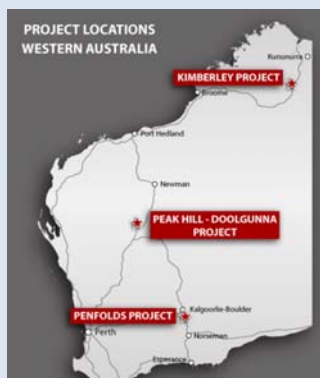 PROJECT LOCATIONS
WESTERN AUSTRALIA
Kununurra
KIMBERLEY PROJECT
Broome
Port Hedland
Newman
PEAK HILL - DOOLGUNNA
PROJECT
PENFOLDS PROJECT
Kalgoorlie-Boulder
Perth
Norseman
Esperance